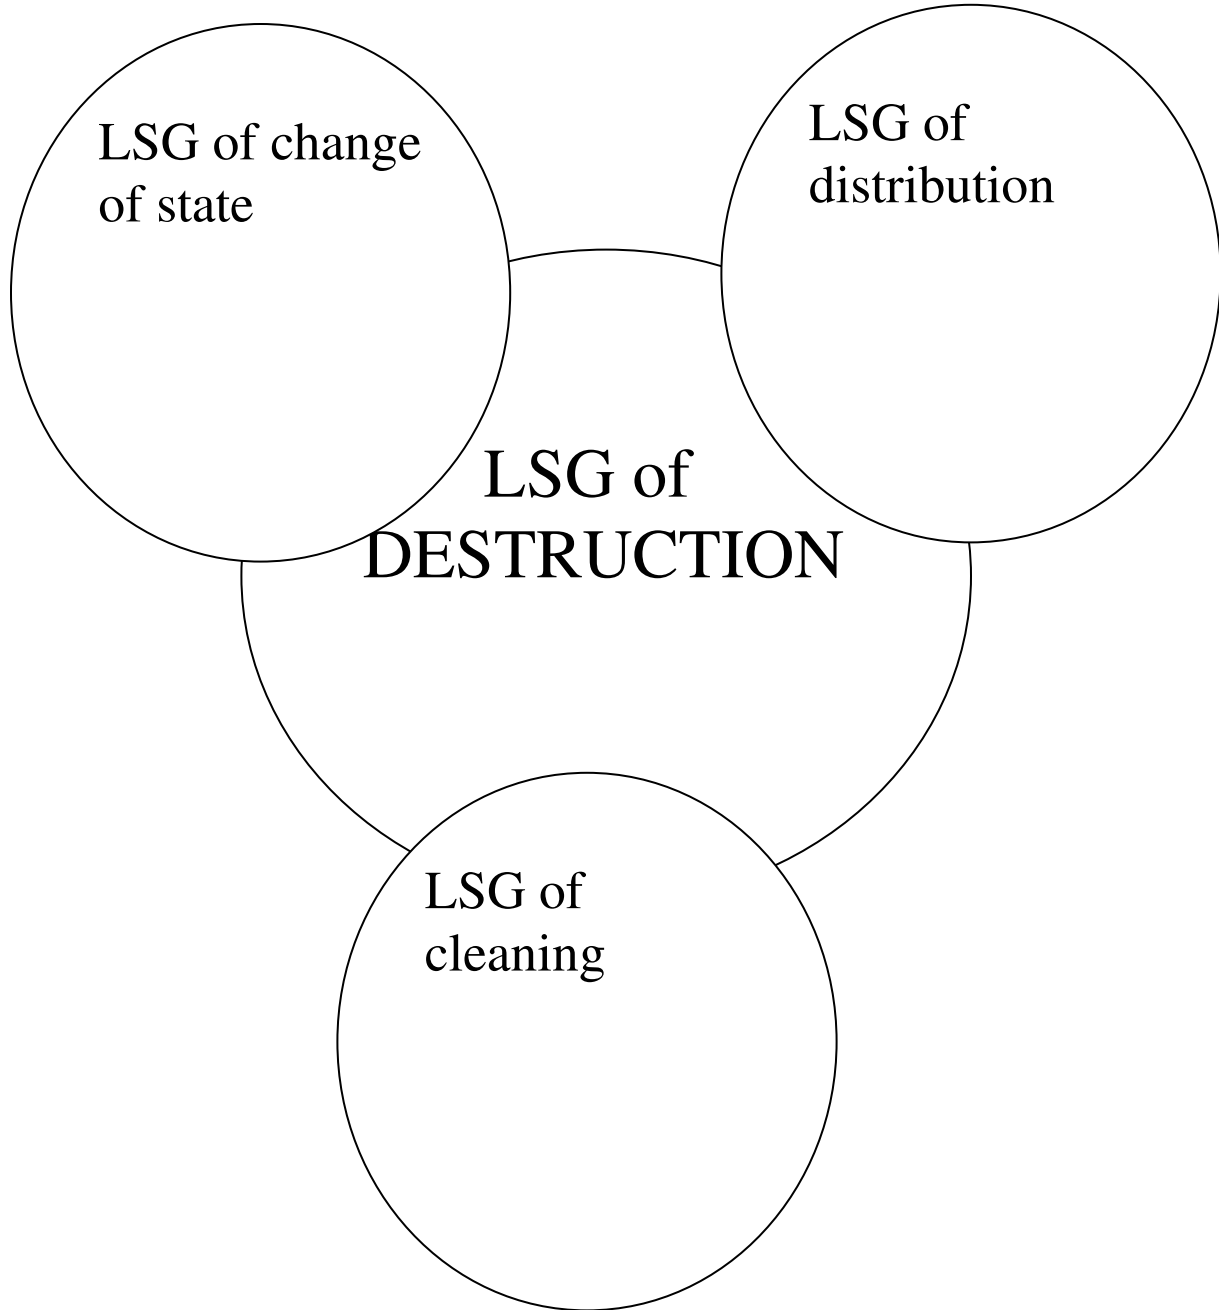 LSG of change
of state
LSG of
distribution
LSG of
DESTRUCTION
LSG of
cleaning